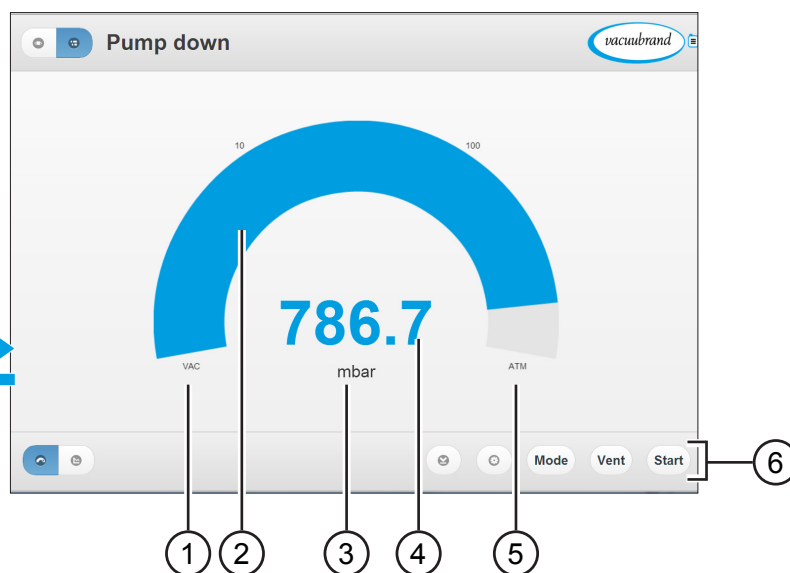 Pump down
vacuubrand
10
100
786.7
mbar
VAC
ATM
Mode Vent Start
6
1 2 3 4 5